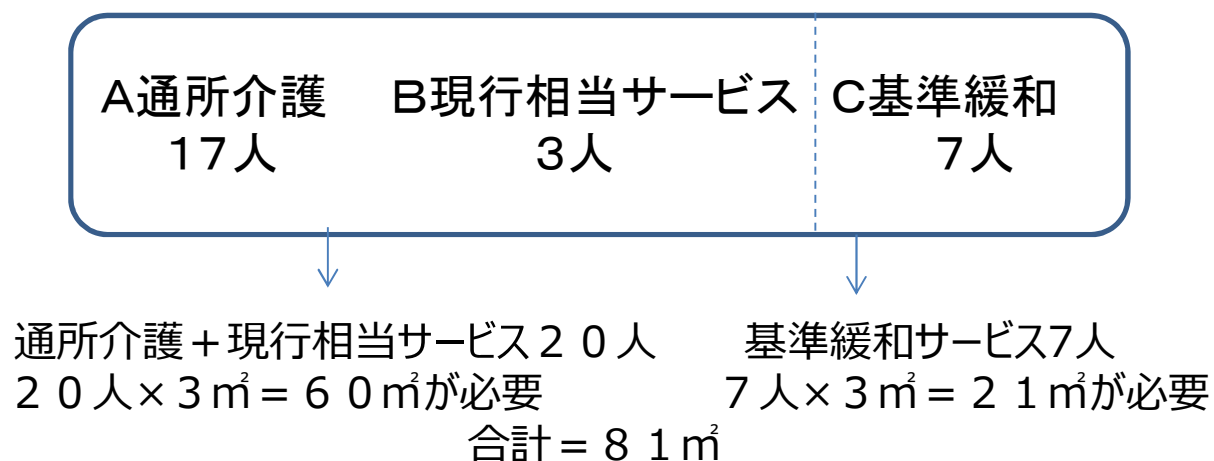 A通所介護 B現行相当サービス C基準緩和
17人 3人 7人
通所介護+現行相当サービス20人 基準緩和サービス7人
20人×3㎡=60㎡が必要 7人×3㎡=21㎡が必要
合計=81㎡